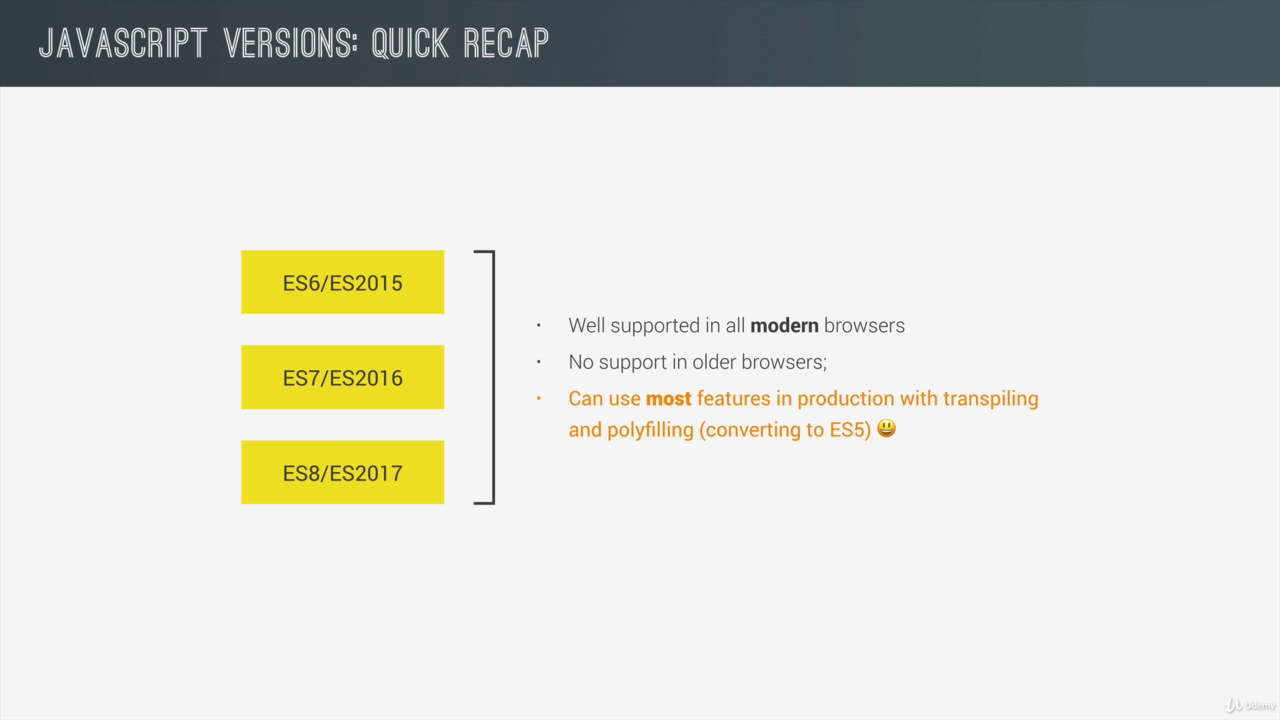 JAVASCRIPT VERSIONS: QUICK RECAP
ES6/ES2015
ES7/ES2016
ES8/ES2017
• Well supported in all modern browsers
• No support in older browsers;
• Can use most features in production with transpiling
and polyfilling (converting to ES5) 😃
Udemy